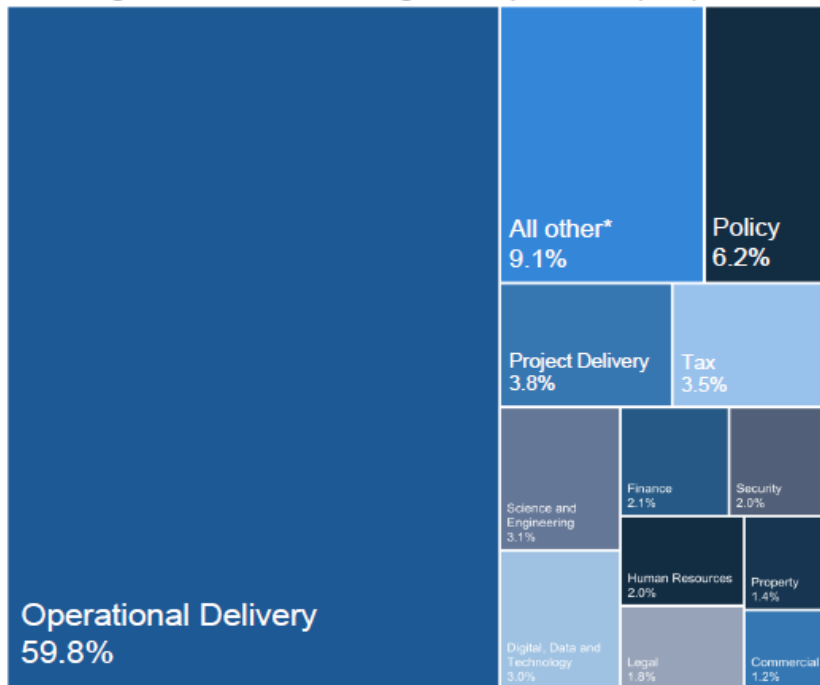 All other*
9.1%
Policy
6.2%
Project Delivery
3.8%
Tax
3.5%
Science and
Engineering
3.1%
Finance
2.1%
Security
2.0%
Human Resources
2.0%
Property
1.4%
Operational Delivery
59.8%
Digital, Data and
Technology
3.0%
Legal
1.8%
Commercial
1.2%